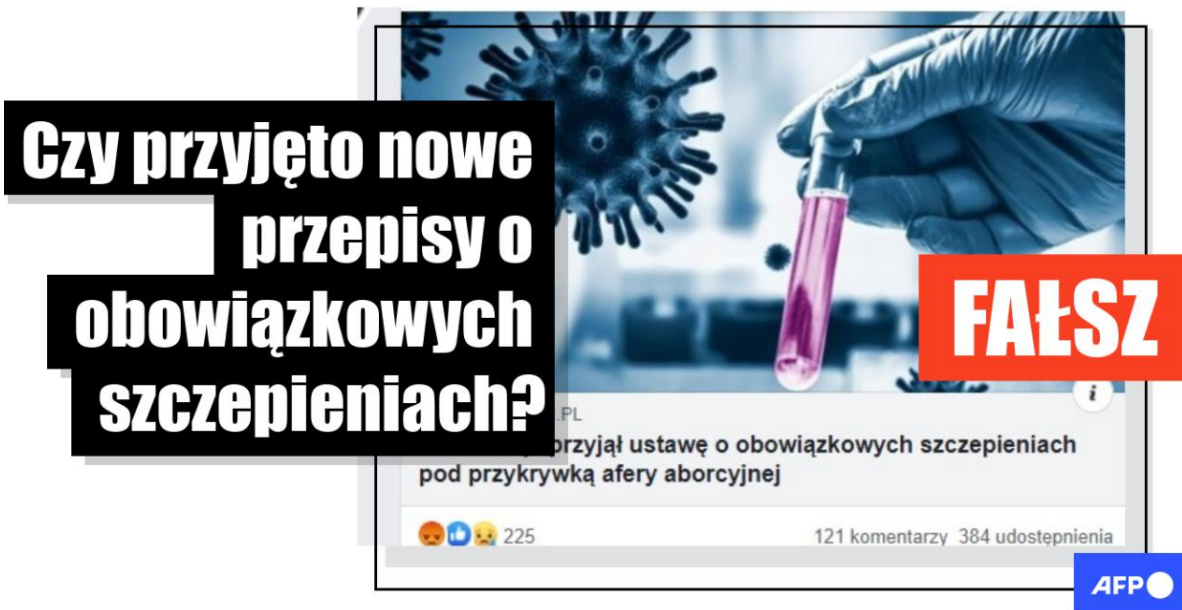 Czy przyjęto nowe
przepisy o
obowiązkowych
szczepieniach?
FAŁSZ
i
.PL
przyjął ustawę o obowiązkowych szczepieniach
pod przykrywką afery aborcyjnej
225
121 komentarzy 384 udostępnienia
AFP